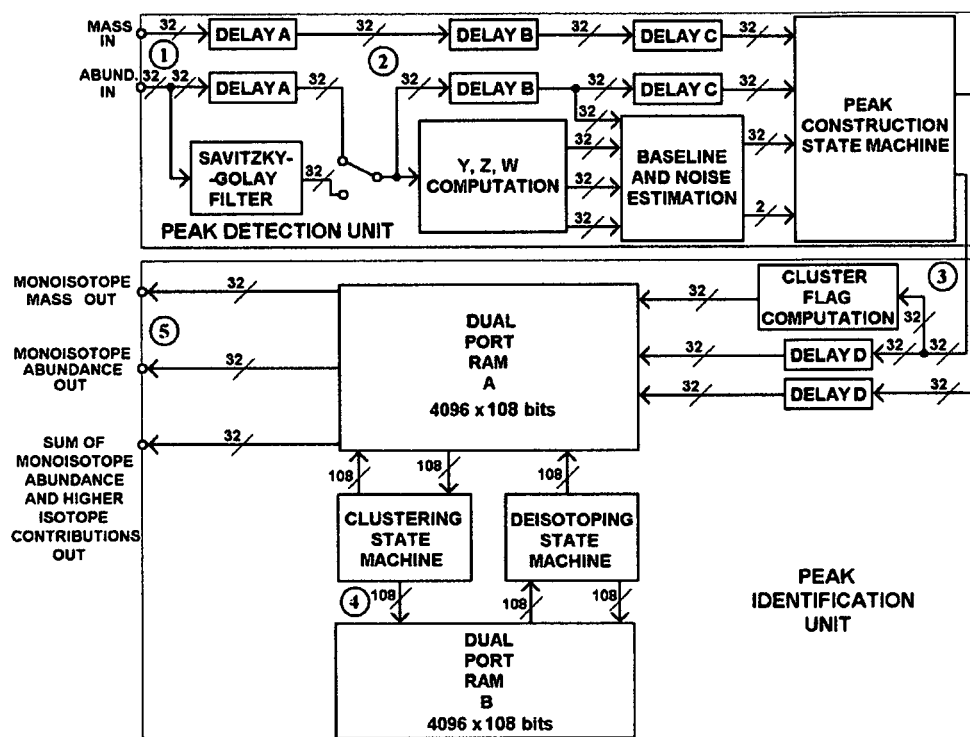 MASS IN
32
DELAY A
32
DELAY B
32
DELAY C
32
1
2
ABUND. IN
32
32
DELAY A
32
32
DELAY B
32
DELAY C
32
SAVITZKY-
-GOLAY
FILTER
32
Y, Z, W
COMPUTATION
32
32
32
32
BASELINE
AND NOISE
ESTIMATION
32
2
PEAK
CONSTRUCTION
STATE MACHINE
PEAK DETECTION UNIT
MONOISOTOPE
MASS OUT
32
5
MONOISOTOPE
ABUNDANCE
OUT
32
SUM OF
MONOISOTOPE
ABUNDANCE
AND HIGHER
ISOTOPE
CONTRIBUTIONS
OUT
32
DUAL
PORT
RAM
A
4096 x 108 bits
32
CLUSTER
FLAG
COMPUTATION
3
32
32
DELAY D
32
32
32
DELAY D
32
108
108
108
CLUSTERING
STATE
MACHINE
DEISOTOPING
STATE
MACHINE
4
108
108
108
DUAL
PORT
RAM
B
4096 x 108 bits
PEAK
IDENTIFICATION
UNIT